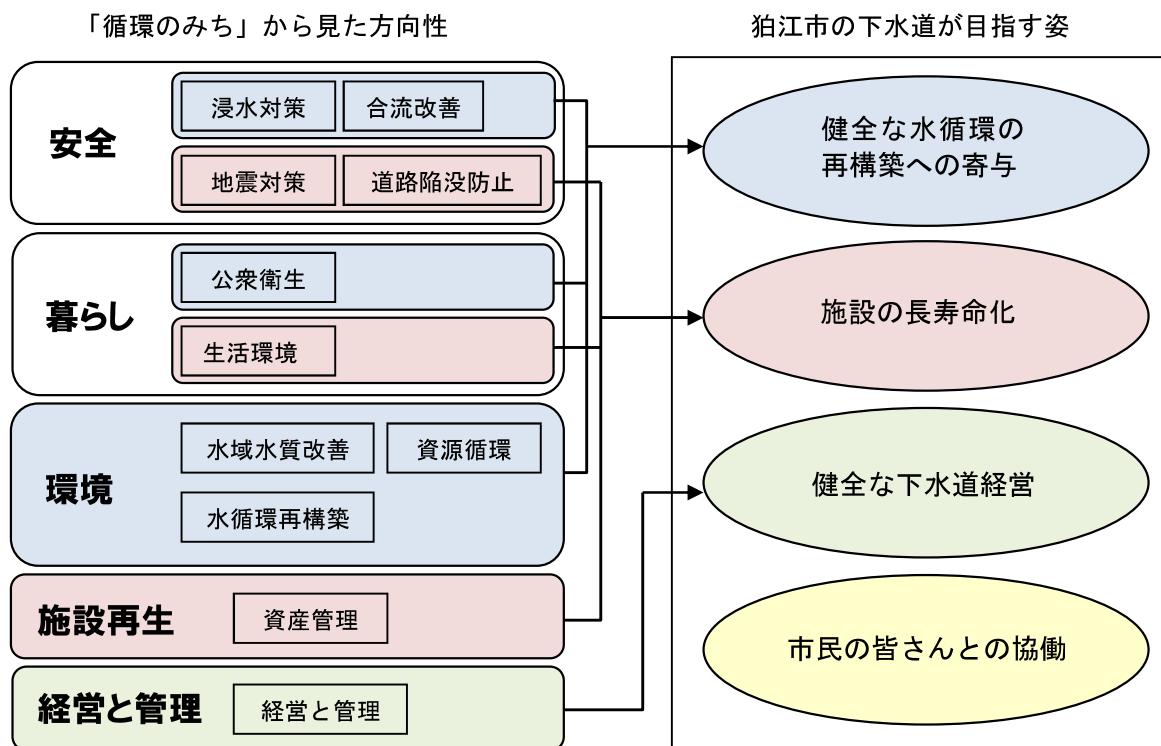 「循環のみち」から見た方向性
狛江市の下水道が目指す姿
安全
浸水対策
合流改善
地震対策
道路陥没防止
暮らし
公衆衛生
生活環境
環境
水域水質改善
資源循環
水循環再構築
施設再生
資産管理
経営と管理
経営と管理
健全な水循環の
再構築への寄与
施設の長寿命化
健全な下水道経営
市民の皆さんとの協働